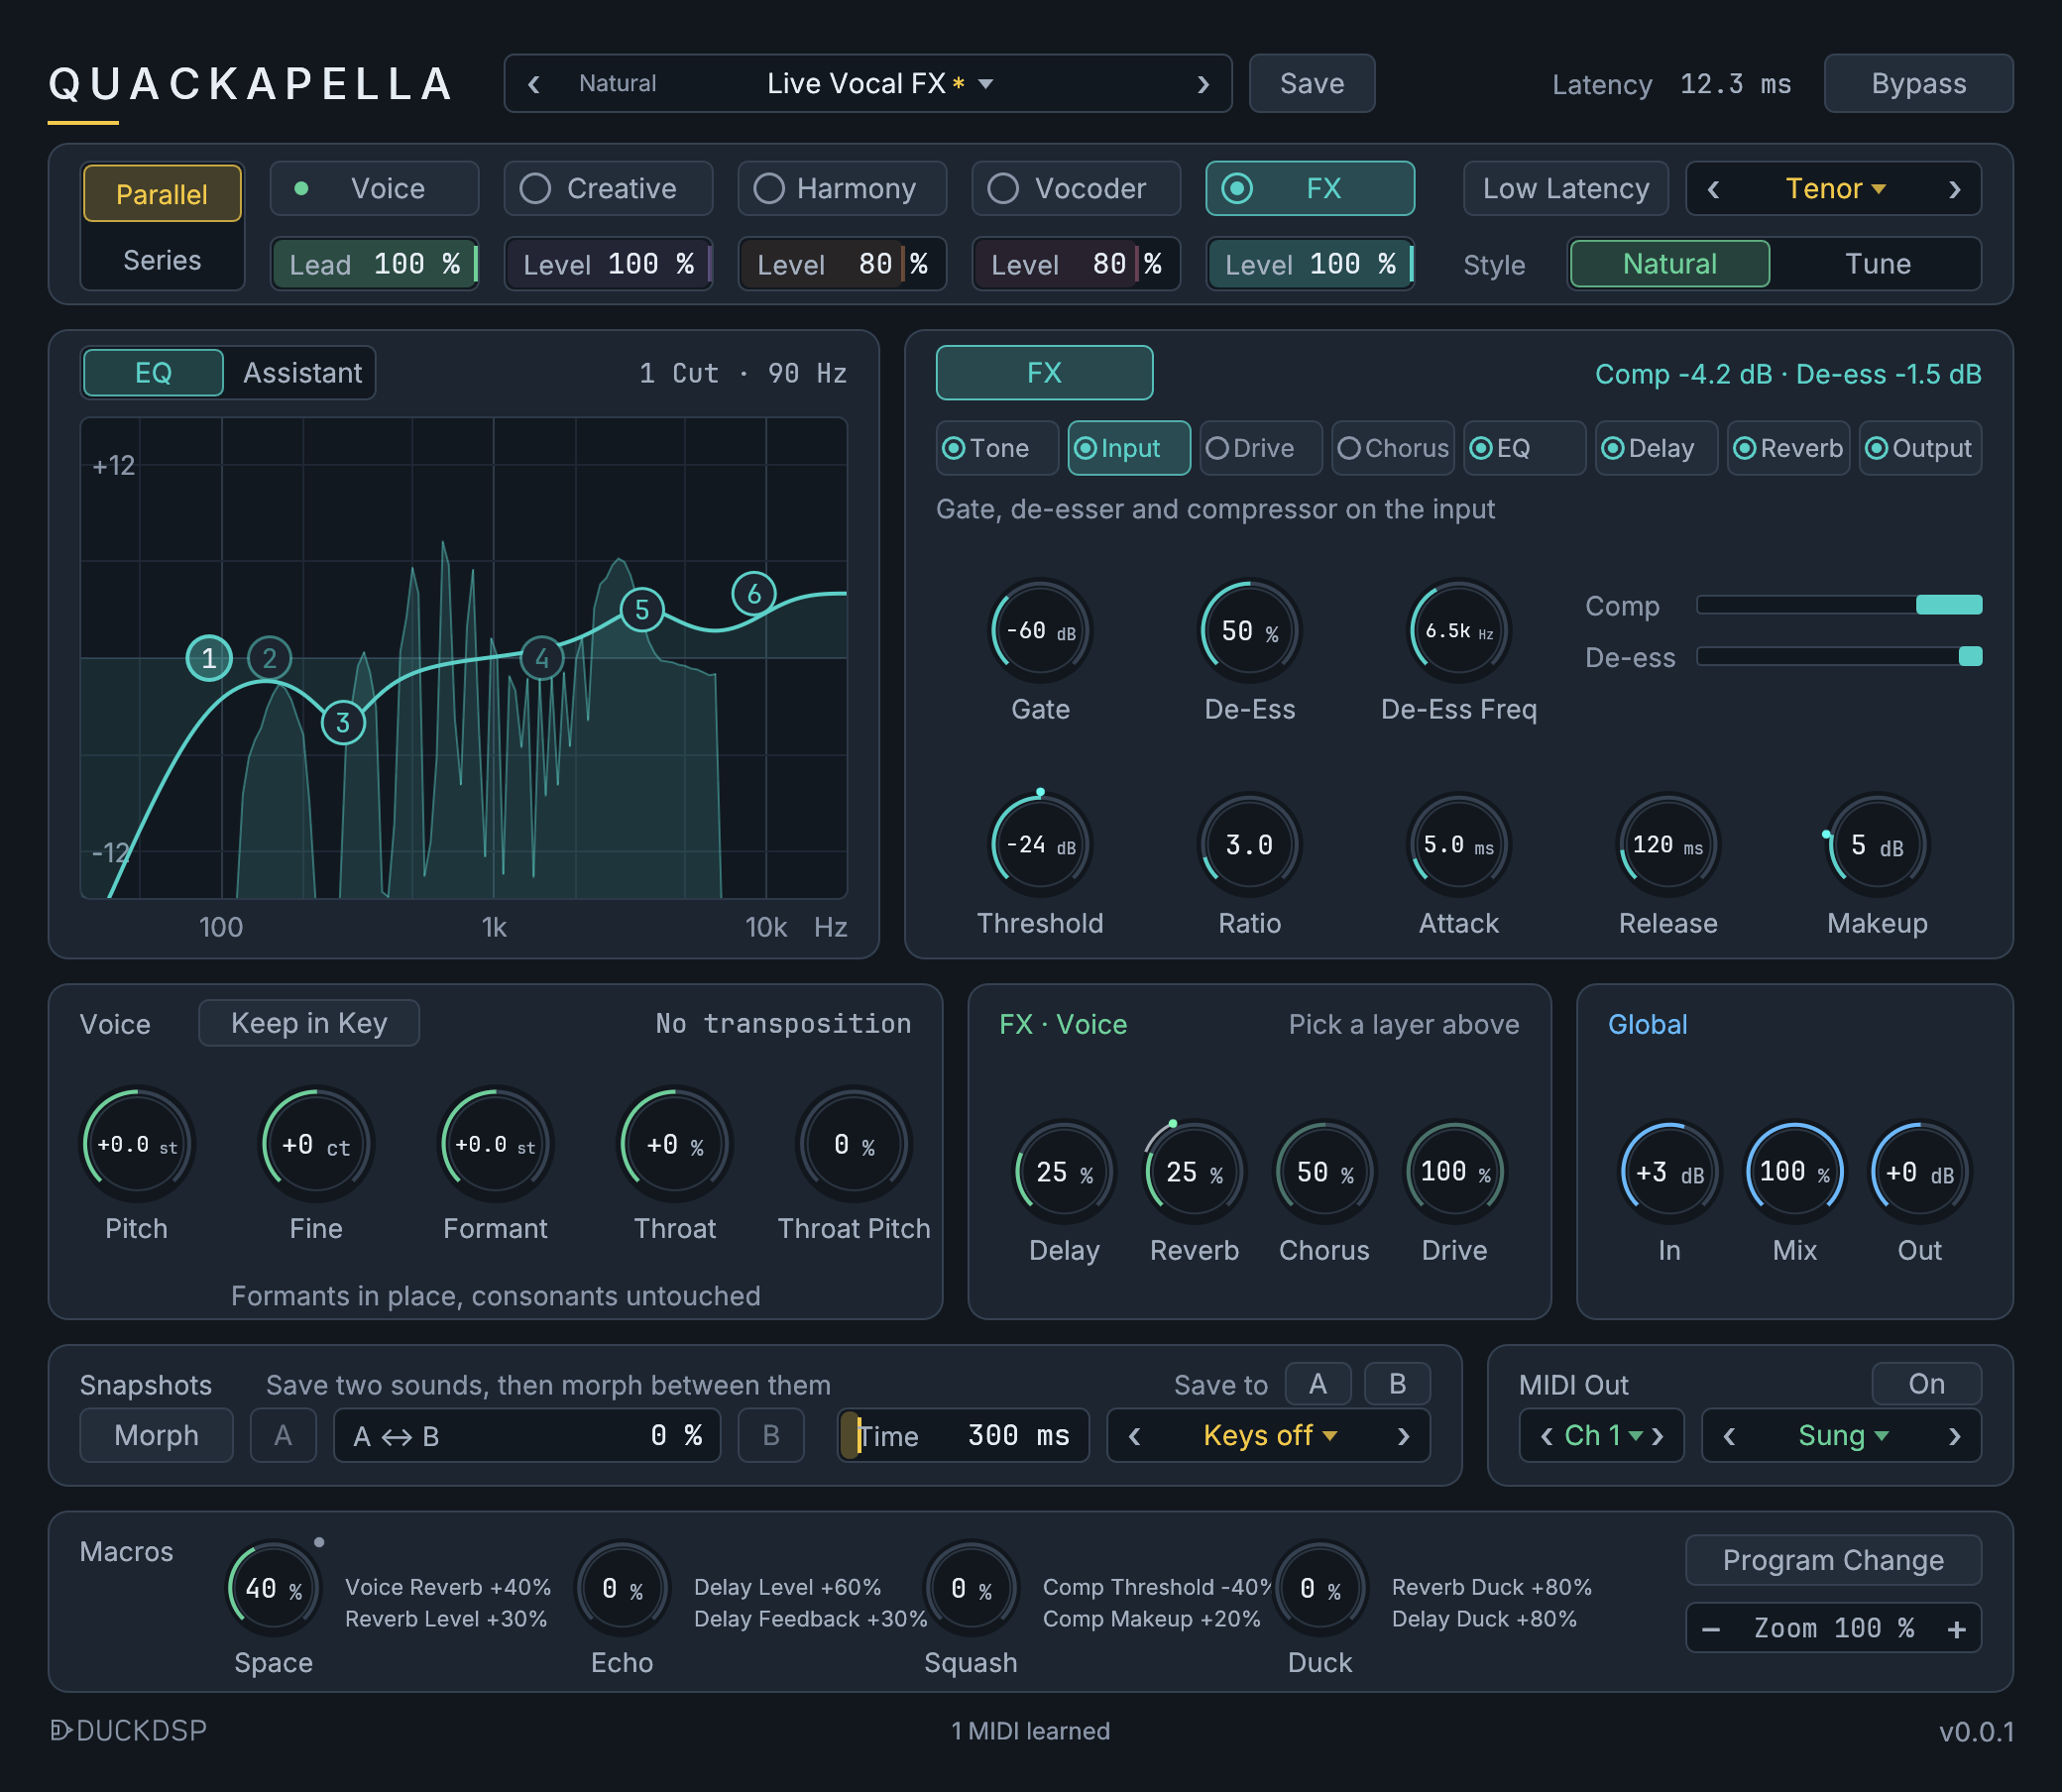 QUACKAPELLA
‹ Natural Live Vocal FX * ›
Save
Latency 12.3 ms
Bypass
Parallel
Voice
Creative
Harmony
Vocoder
FX
Low Latency
‹ Tenor ›
Series
Lead 100 %
Level 100 %
Level 80 %
Level 80 %
Level 100 %
Style
Natural
Tune
EQ
Assistant
1 Cut · 90 Hz
+12
-12
1
2
3
4
5
6
100
1k
10k
Hz
FX
Comp -4.2 dB · De-ess -1.5 dB
Tone
Input
Drive
Chorus
EQ
Delay
Reverb
Output
Gate, de-esser and compressor on the input
-60 dB
50 %
6.5k Hz
Gate
De-Ess
De-Ess Freq
Comp
De-ess
-24 dB
3.0
5.0 ms
120 ms
5 dB
Threshold
Ratio
Attack
Release
Makeup
Voice
Keep in Key
No transposition
+0.0 st
+0 ct
+0.0 st
+0 %
0 %
Pitch
Fine
Formant
Throat
Throat Pitch
Formants in place, consonants untouched
FX · Voice
Pick a layer above
25 %
25 %
50 %
100 %
Delay
Reverb
Chorus
Drive
Global
+3 dB
100 %
+0 dB
In
Mix
Out
Snapshots
Save two sounds, then morph between them
Save to
A
B
Morph
A
A ↔ B 0 %
B
Time 300 ms
‹ Keys off ›
MIDI Out
On
‹ Ch 1 ›
‹ Sung ›
Macros
40 %
Space
Voice Reverb +40%
Reverb Level +30%
0 %
Echo
Delay Level +60%
Delay Feedback +30%
0 %
Squash
Comp Threshold -40%
Comp Makeup +20%
0 %
Duck
Reverb Duck +80%
Delay Duck +80%
Program Change
− Zoom 100 % +
DUCKDSP
1 MIDI learned
v0.0.1